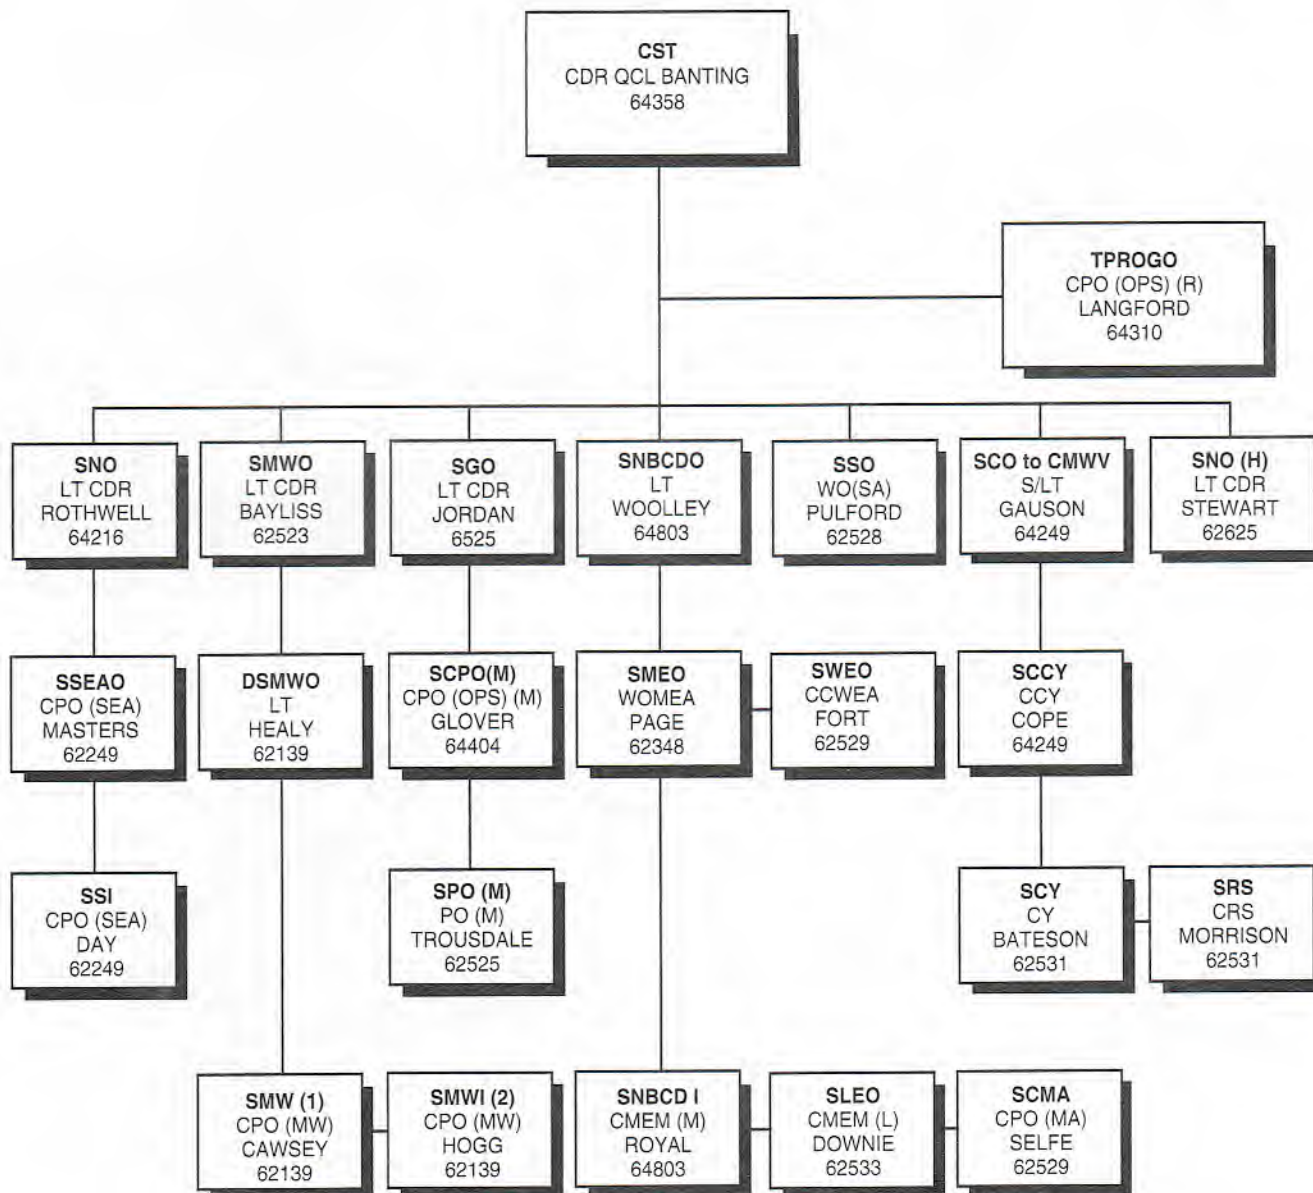 CST
CDR QCL BANTING
64358
TPROGO
CPO (OPS) (R)
LANGFORD
64310
SNO
LT CDR
ROTHWELL
64216
SMWO
LT CDR
BAYLISS
62523
SGO
LT CDR
JORDAN
6525
SNBCDO
LT
WOOLLEY
64803
SSO
WO(SA)
PULFORD
62528
SCO to CMWV
S/LT
GAUSON
64249
SNO (H)
LT CDR
STEWART
62625
SSEAO
CPO (SEA)
MASTERS
62249
DSMWO
LT
HEALY
62139
SCPO(M)
CPO (OPS) (M)
GLOVER
64404
SMEO
WOMEA
PAGE
62348
SWEO
CCWEA
FORT
62529
SCCY
CCY
COPE
64249
SSI
CPO (SEA)
DAY
62249
SPO (M)
PO (M)
TROUSDALE
62525
SCY
CY
BATESON
62531
SRS
CRS
MORRISON
62531
SMW (1)
CPO (MW)
CAWSEY
62139
SMWI (2)
CPO (MW)
HOGG
62139
SNBCD I
CMEM (M)
ROYAL
64803
SLEO
CMEM (L)
DOWNIE
62533
SCMA
CPO (MA)
SELFE
62529